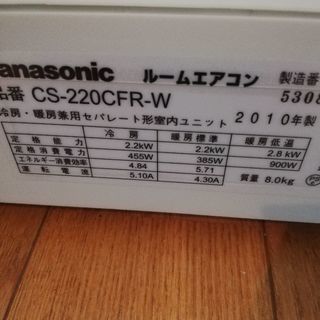 Panasonic ルームエアコン 製造番
品番 CS-220CFR-W 5308
冷房・暖房兼用セパレート形室内ユニット 2010年製
冷房 暖房標準 暖房低温
定格能力 2.2kW 2.2kW 2.8kW
定格消費電力 455W 385W 900W
エネルギー消費効率 4.84 5.71
運転電流 5.10A 4.30A 質量 8.0kg